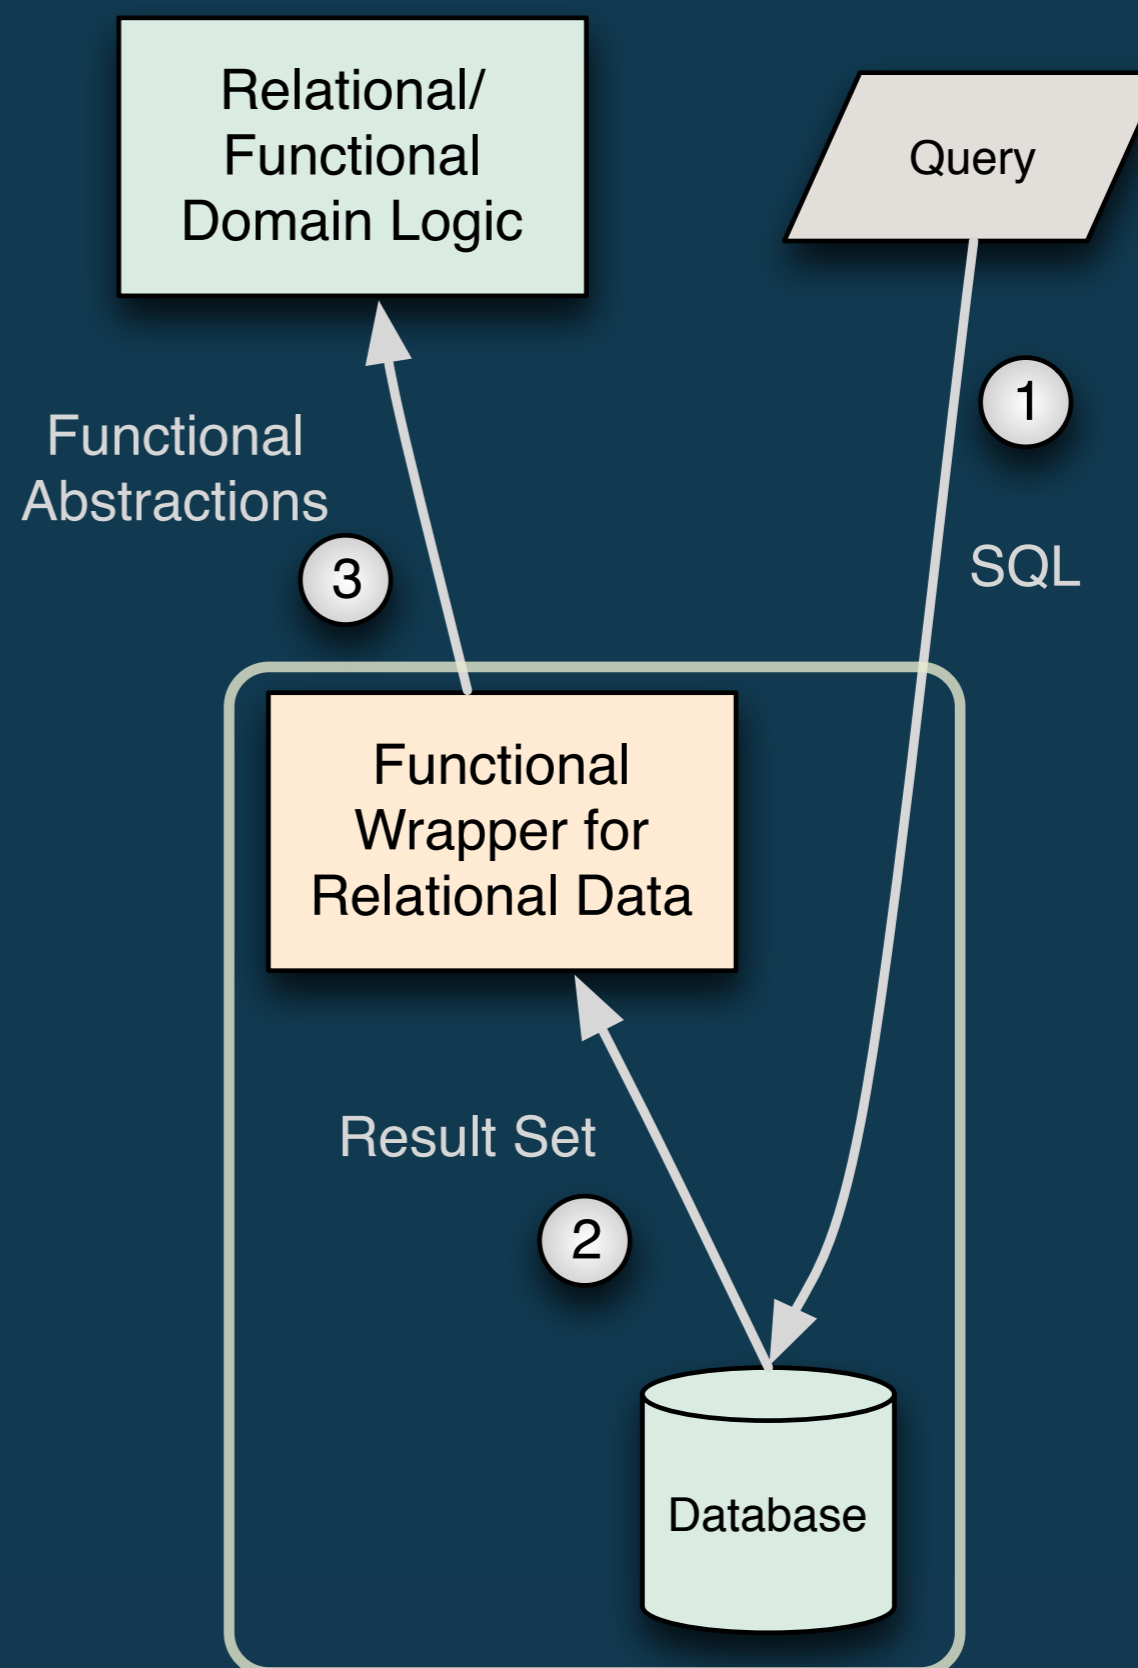 Relational/
Functional
Domain Logic
Query
1
Functional
Abstractions
3
SQL
Functional
Wrapper for
Relational Data
Result Set
2
Database